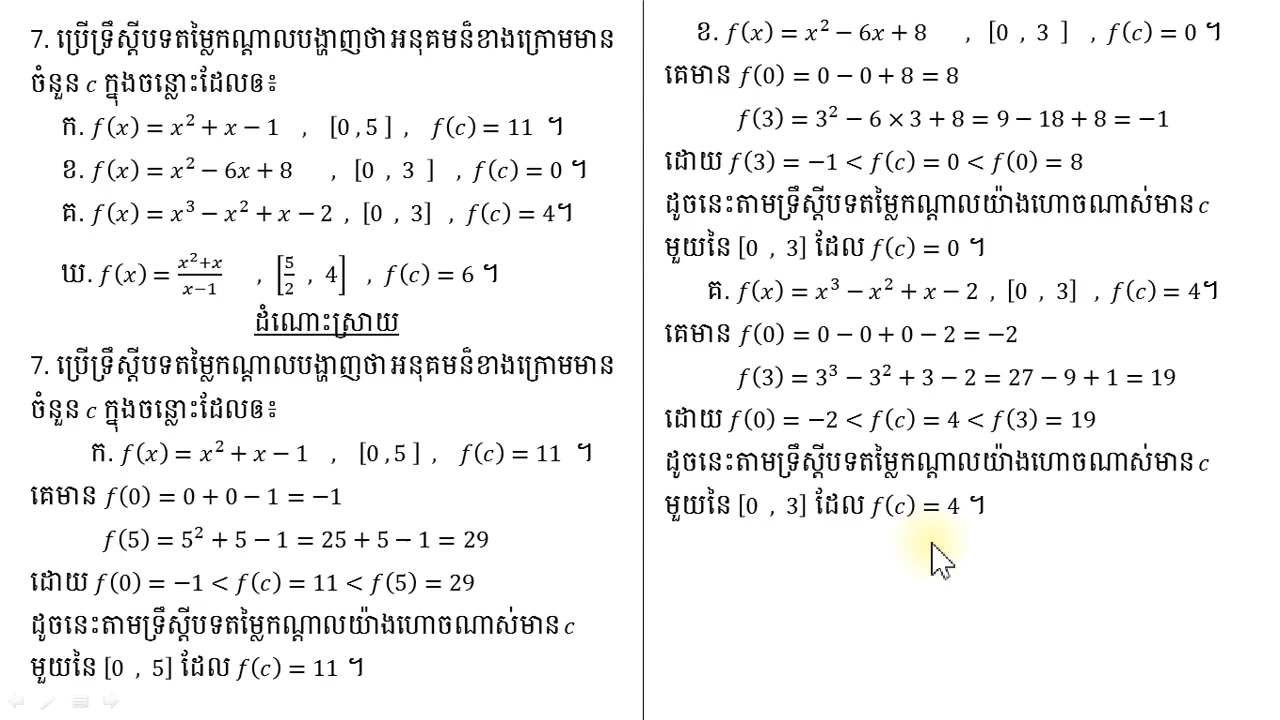 7. ប្រើទ្រឹស្តីបទតម្លៃកណ្តាលបង្ហាញថាអនុគមន៏ខាងក្រោមមាន
ចំនួន c ក្នុងចន្លោះដែលឲ៖
ក. f(x) = x² + x − 1 , [0 , 5 ] , f(c) = 11 ។
ខ. f(x) = x² − 6x + 8 , [0 , 3 ] , f(c) = 0 ។
គ. f(x) = x³ − x² + x − 2 , [0 , 3] , f(c) = 4។
ឃ. f(x) = (x²+x)/(x−1) , [5/2 , 4] , f(c) = 6 ។
ដំណោះស្រាយ
7. ប្រើទ្រឹស្តីបទតម្លៃកណ្តាលបង្ហាញថាអនុគមន៏ខាងក្រោមមាន
ចំនួន c ក្នុងចន្លោះដែលឲ៖
ក. f(x) = x² + x − 1 , [0 , 5 ] , f(c) = 11 ។
គេមាន f(0) = 0 + 0 − 1 = −1
f(5) = 5² + 5 − 1 = 25 + 5 − 1 = 29
ដោយ f(0) = −1 < f(c) = 11 < f(5) = 29
ដូចនេះតាមទ្រឹស្តីបទតម្លៃកណ្តាលយ៉ាងហោចណាស់មាន c
មួយនៃ [0 , 5] ដែល f(c) = 11 ។
ខ. f(x) = x² − 6x + 8 , [0 , 3 ] , f(c) = 0 ។
គេមាន f(0) = 0 − 0 + 8 = 8
f(3) = 3² − 6 × 3 + 8 = 9 − 18 + 8 = −1
ដោយ f(3) = −1 < f(c) = 0 < f(0) = 8
ដូចនេះតាមទ្រឹស្តីបទតម្លៃកណ្តាលយ៉ាងហោចណាស់មាន c
មួយនៃ [0 , 3] ដែល f(c) = 0 ។
គ. f(x) = x³ − x² + x − 2 , [0 , 3] , f(c) = 4។
គេមាន f(0) = 0 − 0 + 0 − 2 = −2
f(3) = 3³ − 3² + 3 − 2 = 27 − 9 + 1 = 19
ដោយ f(0) = −2 < f(c) = 4 < f(3) = 19
ដូចនេះតាមទ្រឹស្តីបទតម្លៃកណ្តាលយ៉ាងហោចណាស់មាន c
មួយនៃ [0 , 3] ដែល f(c) = 4 ។